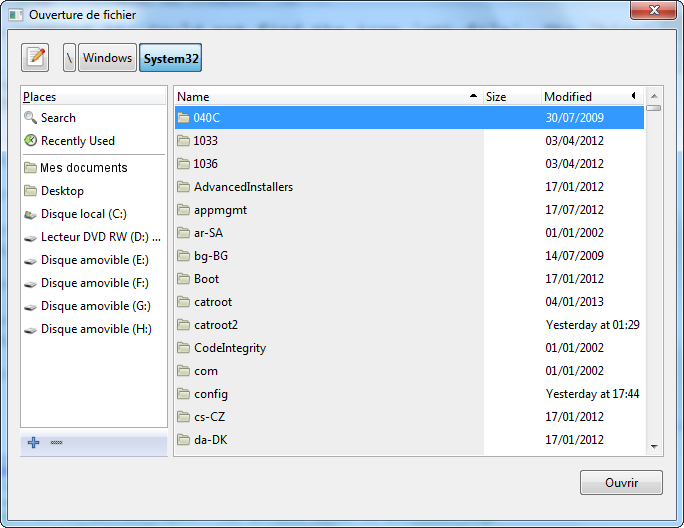 Ouverture de fichier
\ Windows System32
Places
Search
Recently Used
Mes documents
Desktop
Disque local (C:)
Lecteur DVD RW (D:) ...
Disque amovible (E:)
Disque amovible (F:)
Disque amovible (G:)
Disque amovible (H:)
Name Size Modified
040C 30/07/2009
1033 03/04/2012
1036 03/04/2012
AdvancedInstallers 17/01/2012
appmgmt 17/07/2012
ar-SA 01/01/2002
bg-BG 14/07/2009
Boot 17/01/2012
catroot 04/01/2013
catroot2 Yesterday at 01:29
CodeIntegrity 01/01/2002
com 01/01/2002
config Yesterday at 17:44
cs-CZ 17/01/2012
da-DK 17/01/2012
Ouvrir